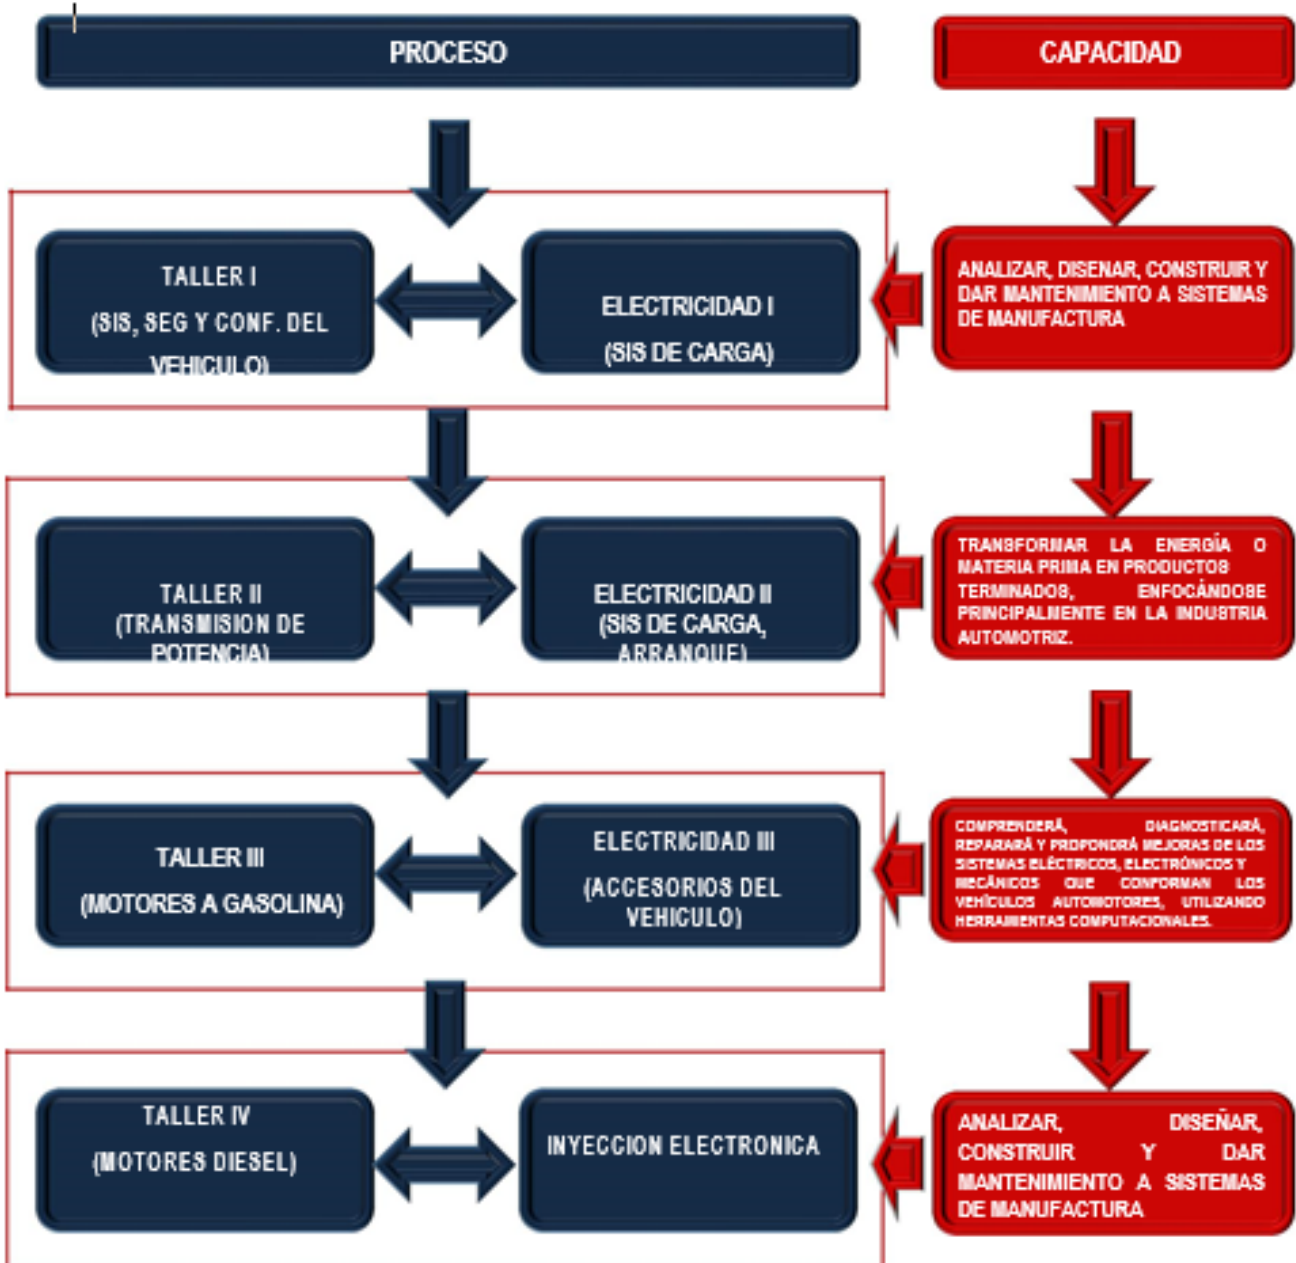 PROCESO
CAPACIDAD
TALLER I
(SIS, SEG Y CONF. DEL
VEHICULO)
ELECTRICIDAD I
(SIS DE CARGA)
ANALIZAR, DISENAR, CONSTRUIR Y
DAR MANTENIMIENTO A SISTEMAS
DE MANUFACTURA
TALLER II
(TRANSMISION DE
POTENCIA)
ELECTRICIDAD II
(SIS DE CARGA,
ARRANQUE)
TRANSFORMAR LA ENERGÍA O
MATERIA PRIMA EN PRODUCTOS
TERMINADOS, ENFOCÁNDOSE
PRINCIPALMENTE EN LA INDUSTRIA
AUTOMOTRIZ.
TALLER III
(MOTORES A GASOLINA)
ELECTRICIDAD III
(ACCESORIOS DEL
VEHICULO)
COMPRENDERÁ, DIAGNOSTICARÁ,
REPARARÁ Y PROPONDRÁ MEJORAS DE LOS
SISTEMAS ELÉCTRICOS, ELECTRÓNICOS Y
MECÁNICOS QUE CONFORMAN LOS
VEHÍCULOS AUTOMOTORES, UTILIZANDO
HERRAMIENTAS COMPUTACIONALES.
TALLER IV
(MOTORES DIESEL)
INYECCION ELECTRONICA
ANALIZAR, DISEÑAR,
CONSTRUIR Y DAR
MANTENIMIENTO A SISTEMAS
DE MANUFACTURA